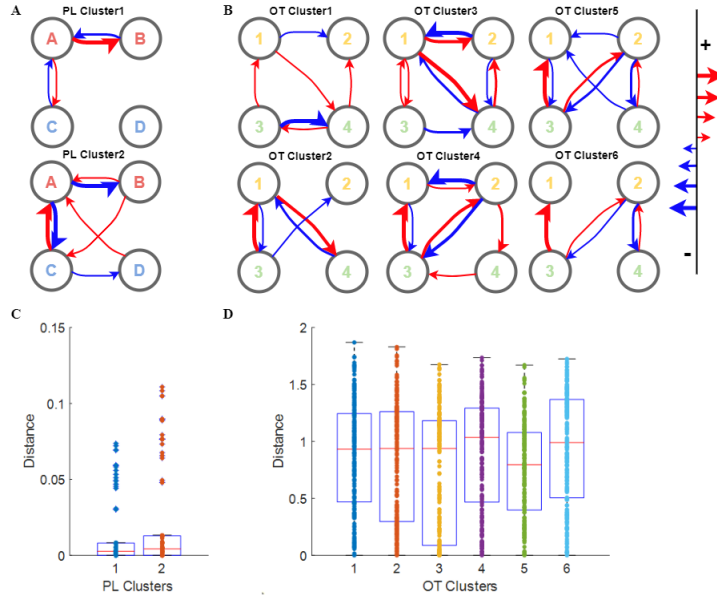 A
B
PL Cluster1
A
B
C
D
PL Cluster2
A
B
C
D
OT Cluster1
1
2
3
4
OT Cluster3
1
2
3
4
OT Cluster5
1
2
3
4
OT Cluster2
1
2
3
4
OT Cluster4
1
2
3
4
OT Cluster6
1
2
3
4
+
-
C
0.15
0.1
0.05
0
Distance
1
2
PL Clusters
D
2
1.5
1
0.5
0
Distance
1
2
3
4
5
6
OT Clusters